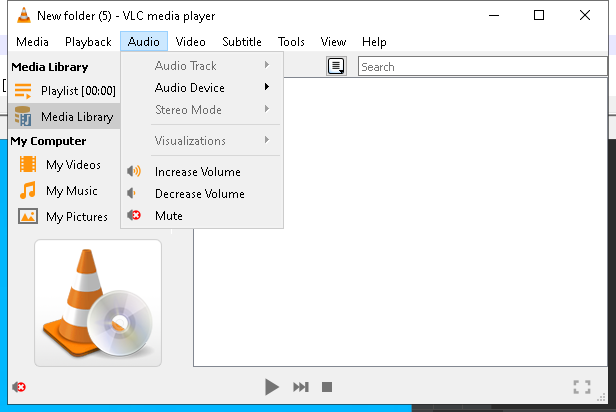 New folder (5) - VLC media player
Media Playback Audio Video Subtitle Tools View Help
Media Library
Playlist [00:00]
Media Library
My Computer
My Videos
My Music
My Pictures
Audio Track
Audio Device
Stereo Mode
Visualizations
Increase Volume
Decrease Volume
Mute
Search